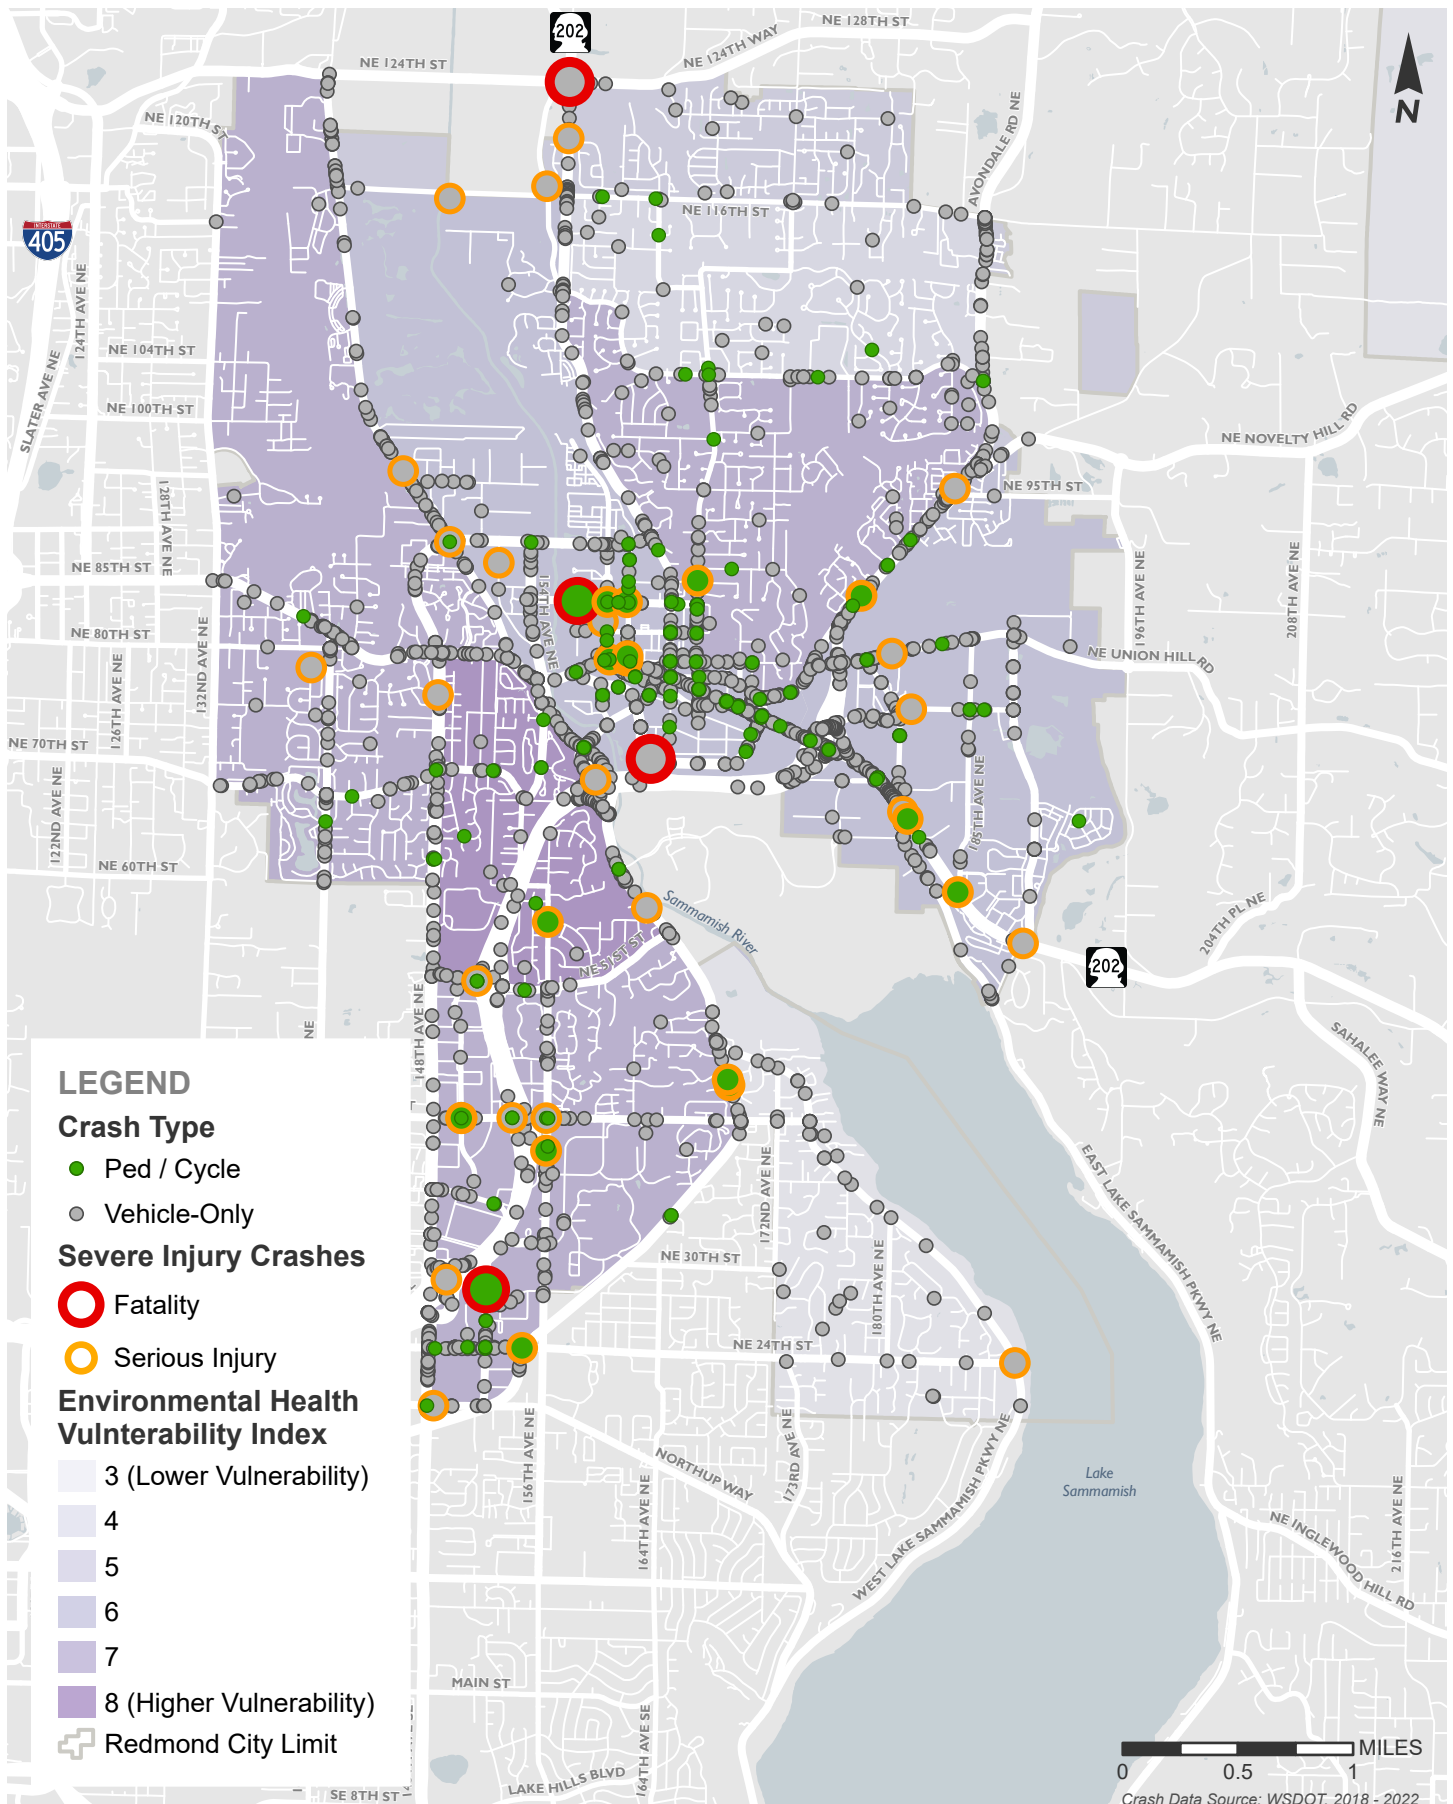 202
NE 128TH ST
NE 124TH WAY
NE 124TH ST
NE 120TH ST
AVONDALE RD NE
N
NE 116TH ST
INTERSTATE
405
124TH AVE NE
SLATER AVE NE
NE 104TH ST
NE 100TH ST
NE NOVELTY HILL RD
NE 95TH ST
128TH AVE NE
NE 85TH ST
154TH AVE NE
196TH AVE NE
208TH AVE NE
NE 80TH ST
132ND AVE NE
126TH AVE NE
NE UNION HILL RD
NE 70TH ST
122ND AVE NE
185TH AVE NE
NE 60TH ST
Sammamish River
204TH PL NE
NE 51ST ST
202
148TH AVE NE
NE
SAHALEE WAY NE
LEGEND
Crash Type
Ped / Cycle
Vehicle-Only
Severe Injury Crashes
Fatality
Serious Injury
Environmental Health
Vulnterability Index
3 (Lower Vulnerability)
4
5
6
7
8 (Higher Vulnerability)
Redmond City Limit
172ND AVE NE
EAST LAKE SAMMAMISH PKWY NE
NE 30TH ST
180TH AVE NE
NE 24TH ST
156TH AVE NE
NORTHUP WAY
164TH AVE NE
173RD AVE NE
WEST LAKE SAMMAMISH PKWY NE
Lake
Sammamish
NE INGLEWOOD HILL RD
216TH AVE NE
MAIN ST
164TH AVE SE
LAKE HILLS BLVD
SE 8TH ST
MILES
0 0.5 1
Crash Data Source: WSDOT, 2018 - 2022